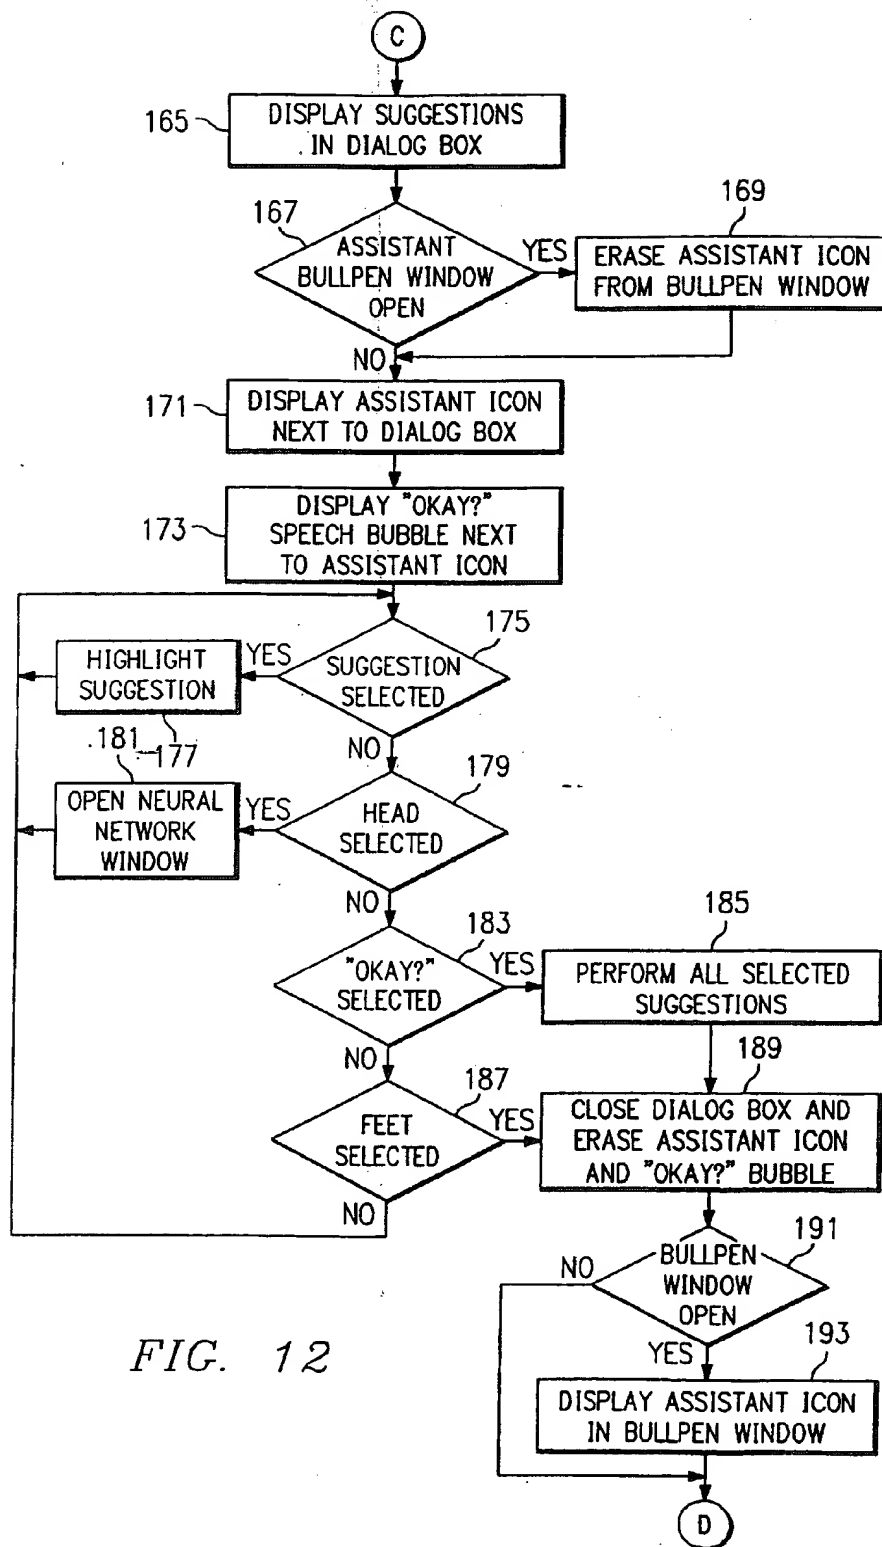 C
165
DISPLAY SUGGESTIONS
IN DIALOG BOX
167
ASSISTANT
BULLPEN WINDOW
OPEN
YES
169
ERASE ASSISTANT ICON
FROM BULLPEN WINDOW
NO
171
DISPLAY ASSISTANT ICON
NEXT TO DIALOG BOX
173
DISPLAY "OKAY?"
SPEECH BUBBLE NEXT
TO ASSISTANT ICON
175
SUGGESTION
SELECTED
YES
HIGHLIGHT
SUGGESTION
177
NO
179
HEAD
SELECTED
YES
181
OPEN NEURAL
NETWORK
WINDOW
NO
183
"OKAY?"
SELECTED
YES
185
PERFORM ALL SELECTED
SUGGESTIONS
NO
187
FEET
SELECTED
YES
189
CLOSE DIALOG BOX AND
ERASE ASSISTANT ICON
AND "OKAY?" BUBBLE
NO
191
BULLPEN
WINDOW
OPEN
NO
YES
193
DISPLAY ASSISTANT ICON
IN BULLPEN WINDOW
D
FIG. 12